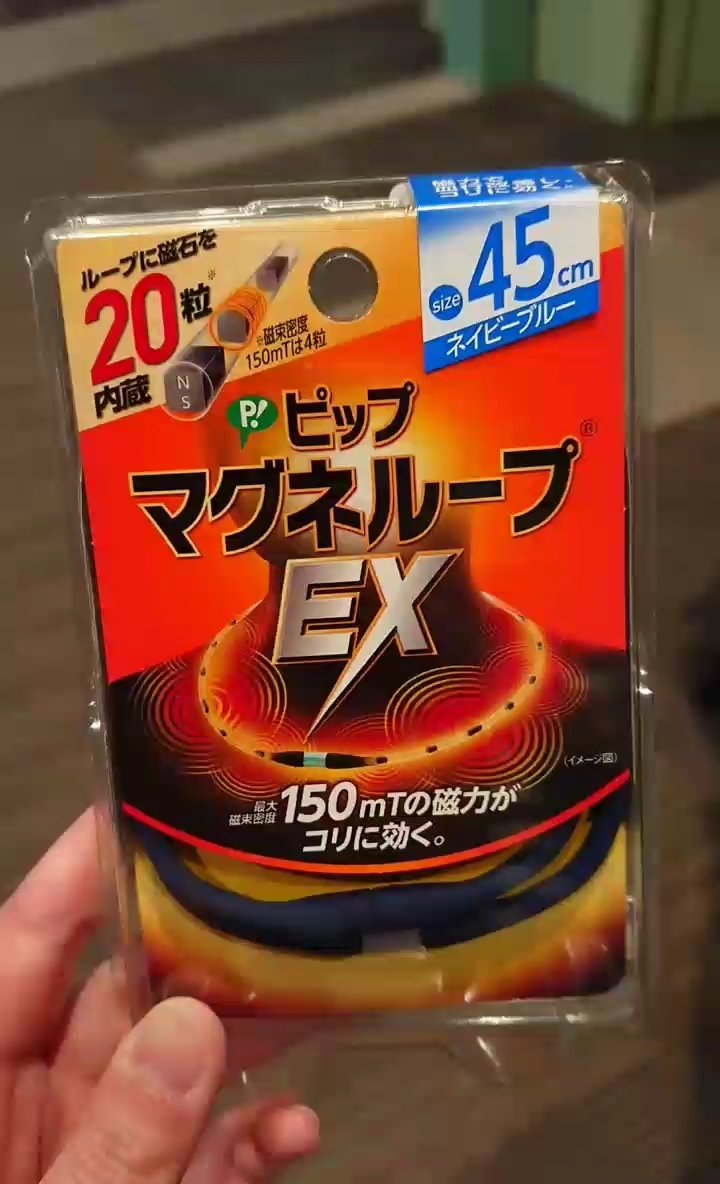 ループに磁石を
20粒※
内蔵
N
S
※磁束密度
150mTは4粒
size 45cm
ネイビーブルー
P!
ピップ
マグネループ®
EX
(イメージ図)
最大
磁束密度
150mTの磁力が
コリに効く。